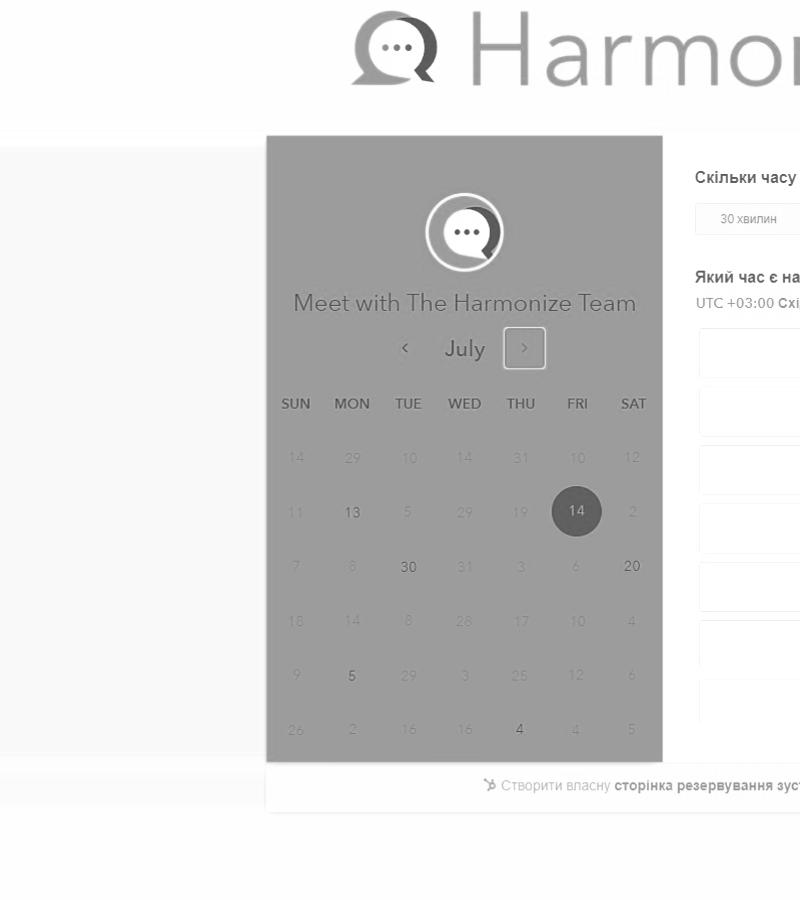 Harmon
Meet with The Harmonize Team
July
SUN MON TUE WED THU FRI SAT
14 29 10 14 31 10 12
11 13 5 29 19 14 2
7 8 30 31 3 6 20
18 14 8 28 17 10 4
9 5 29 3 25 12 6
26 2 16 16 4 4 5
Скільки часу
30 хвилин
Який час є на
UTC +03:00 Схі
Створити власну сторінка резервування зуст